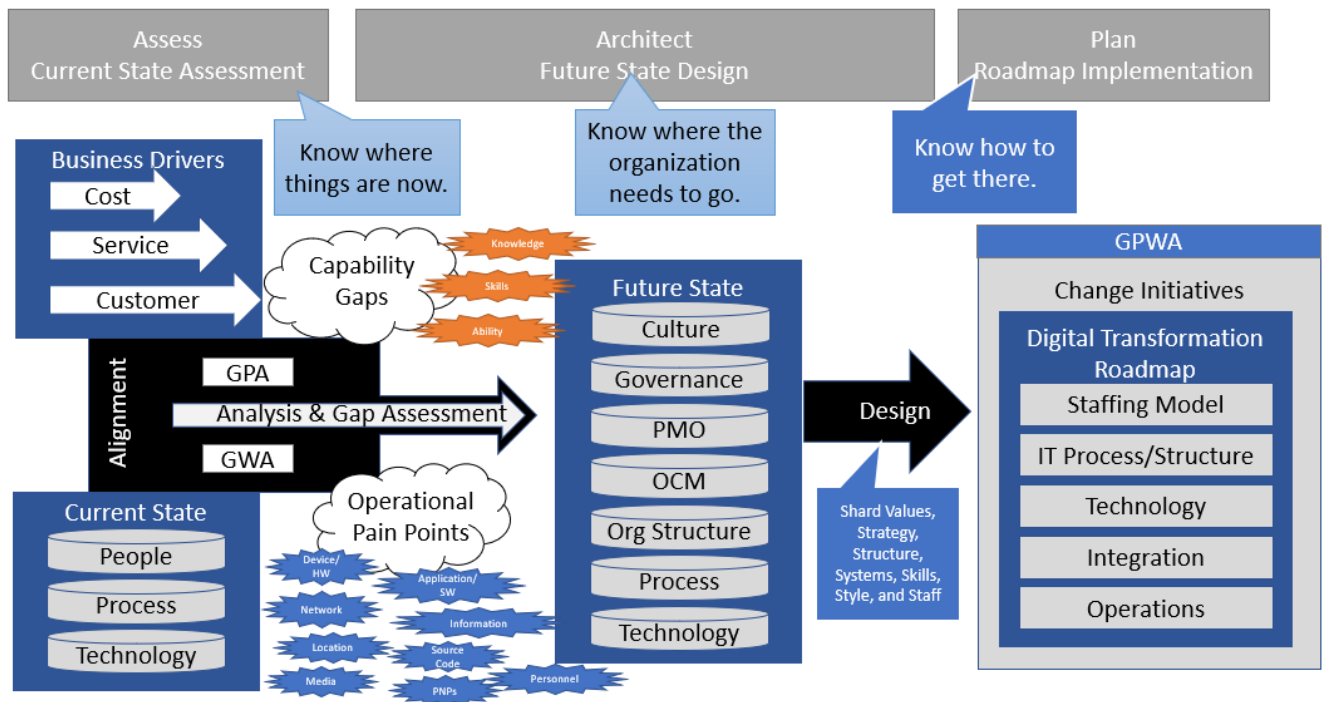 Assess
Current State Assessment
Architect
Future State Design
Plan
Roadmap Implementation
Know where
things are now.
Know where the
organization
needs to go.
Know how to
get there.
Business Drivers
Cost
Service
Customer
Capability
Gaps
Knowledge
Skills
Ability
Alignment
GPA
Analysis & Gap Assessment
GWA
Operational
Pain Points
Device/
HW
Application/
SW
Network
Information
Location
Source
Code
Media
PNPs
Personnel
Current State
People
Process
Technology
Future State
Culture
Governance
PMO
OCM
Org Structure
Process
Technology
Design
Shard Values,
Strategy,
Structure,
Systems, Skills,
Style, and Staff
GPWA
Change Initiatives
Digital Transformation
Roadmap
Staffing Model
IT Process/Structure
Technology
Integration
Operations